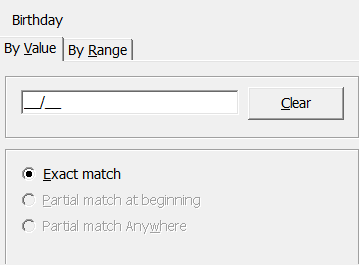 Birthday
By Value By Range
__/__ Clear
Exact match
Partial match at beginning
Partial match Anywhere